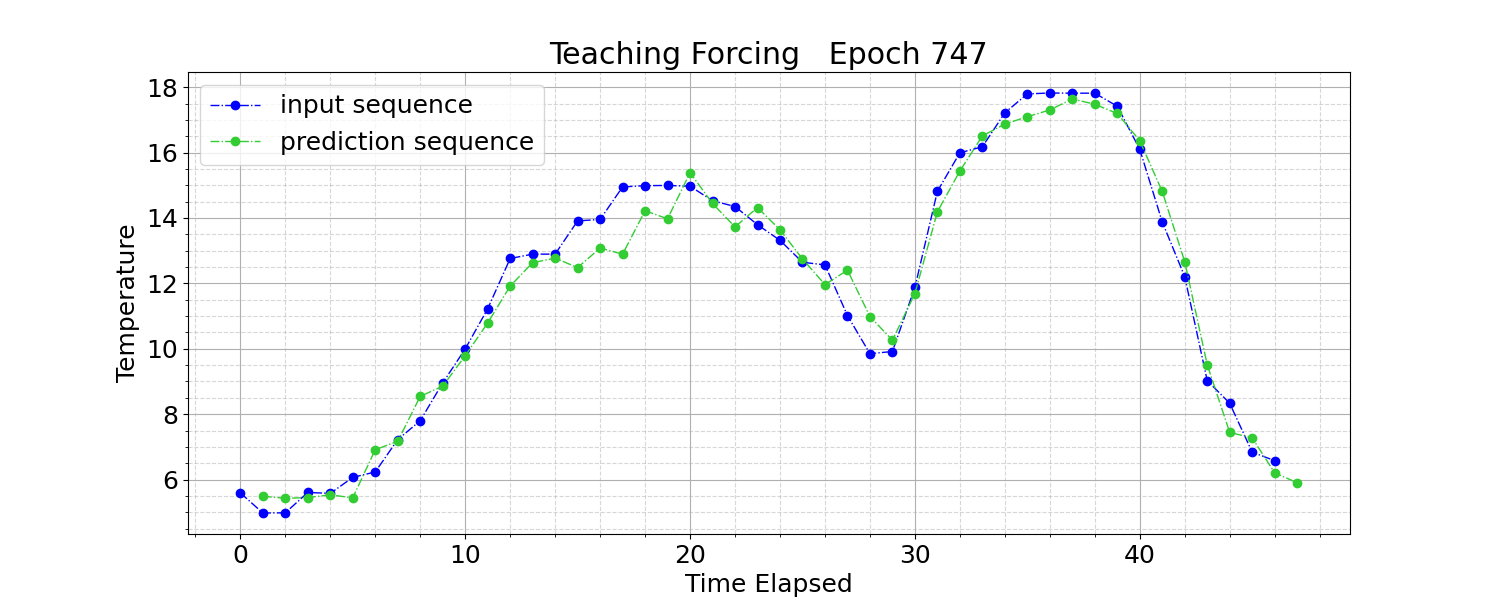 Teaching Forcing   Epoch 747
input sequence
prediction sequence
18
16
14
12
10
8
6
Temperature
0 10 20 30 40
Time Elapsed